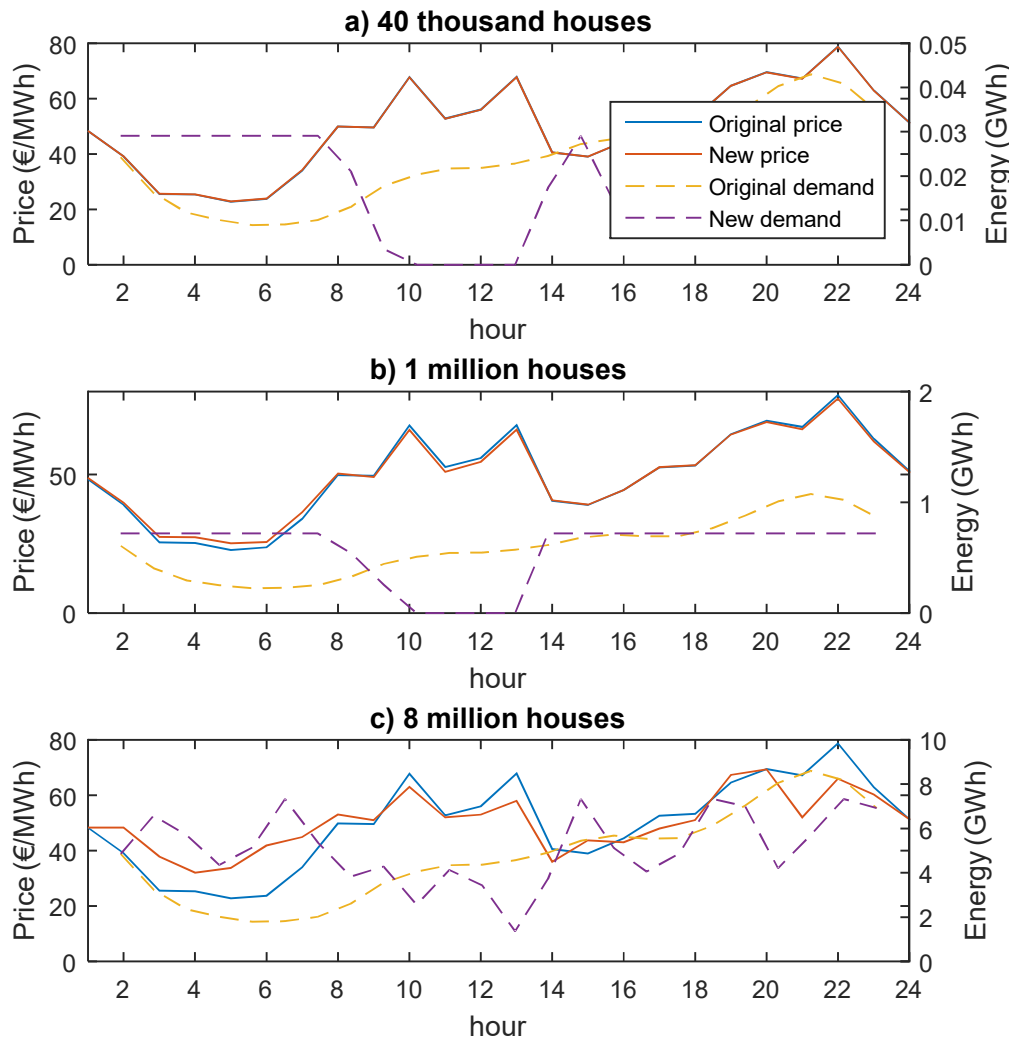 a) 40 thousand houses
Price (€/MWh)
80
60
40
20
0
0.05
0.04
0.03
0.02
0.01
0
Energy (GWh)
Original price
New price
Original demand
New demand
2 4 6 8 10 12 14 16 18 20 22 24
hour
b) 1 million houses
Price (€/MWh)
50
0
2
1
0
Energy (GWh)
2 4 6 8 10 12 14 16 18 20 22 24
hour
c) 8 million houses
Price (€/MWh)
80
60
40
20
0
10
8
6
4
2
0
Energy (GWh)
2 4 6 8 10 12 14 16 18 20 22 24
hour